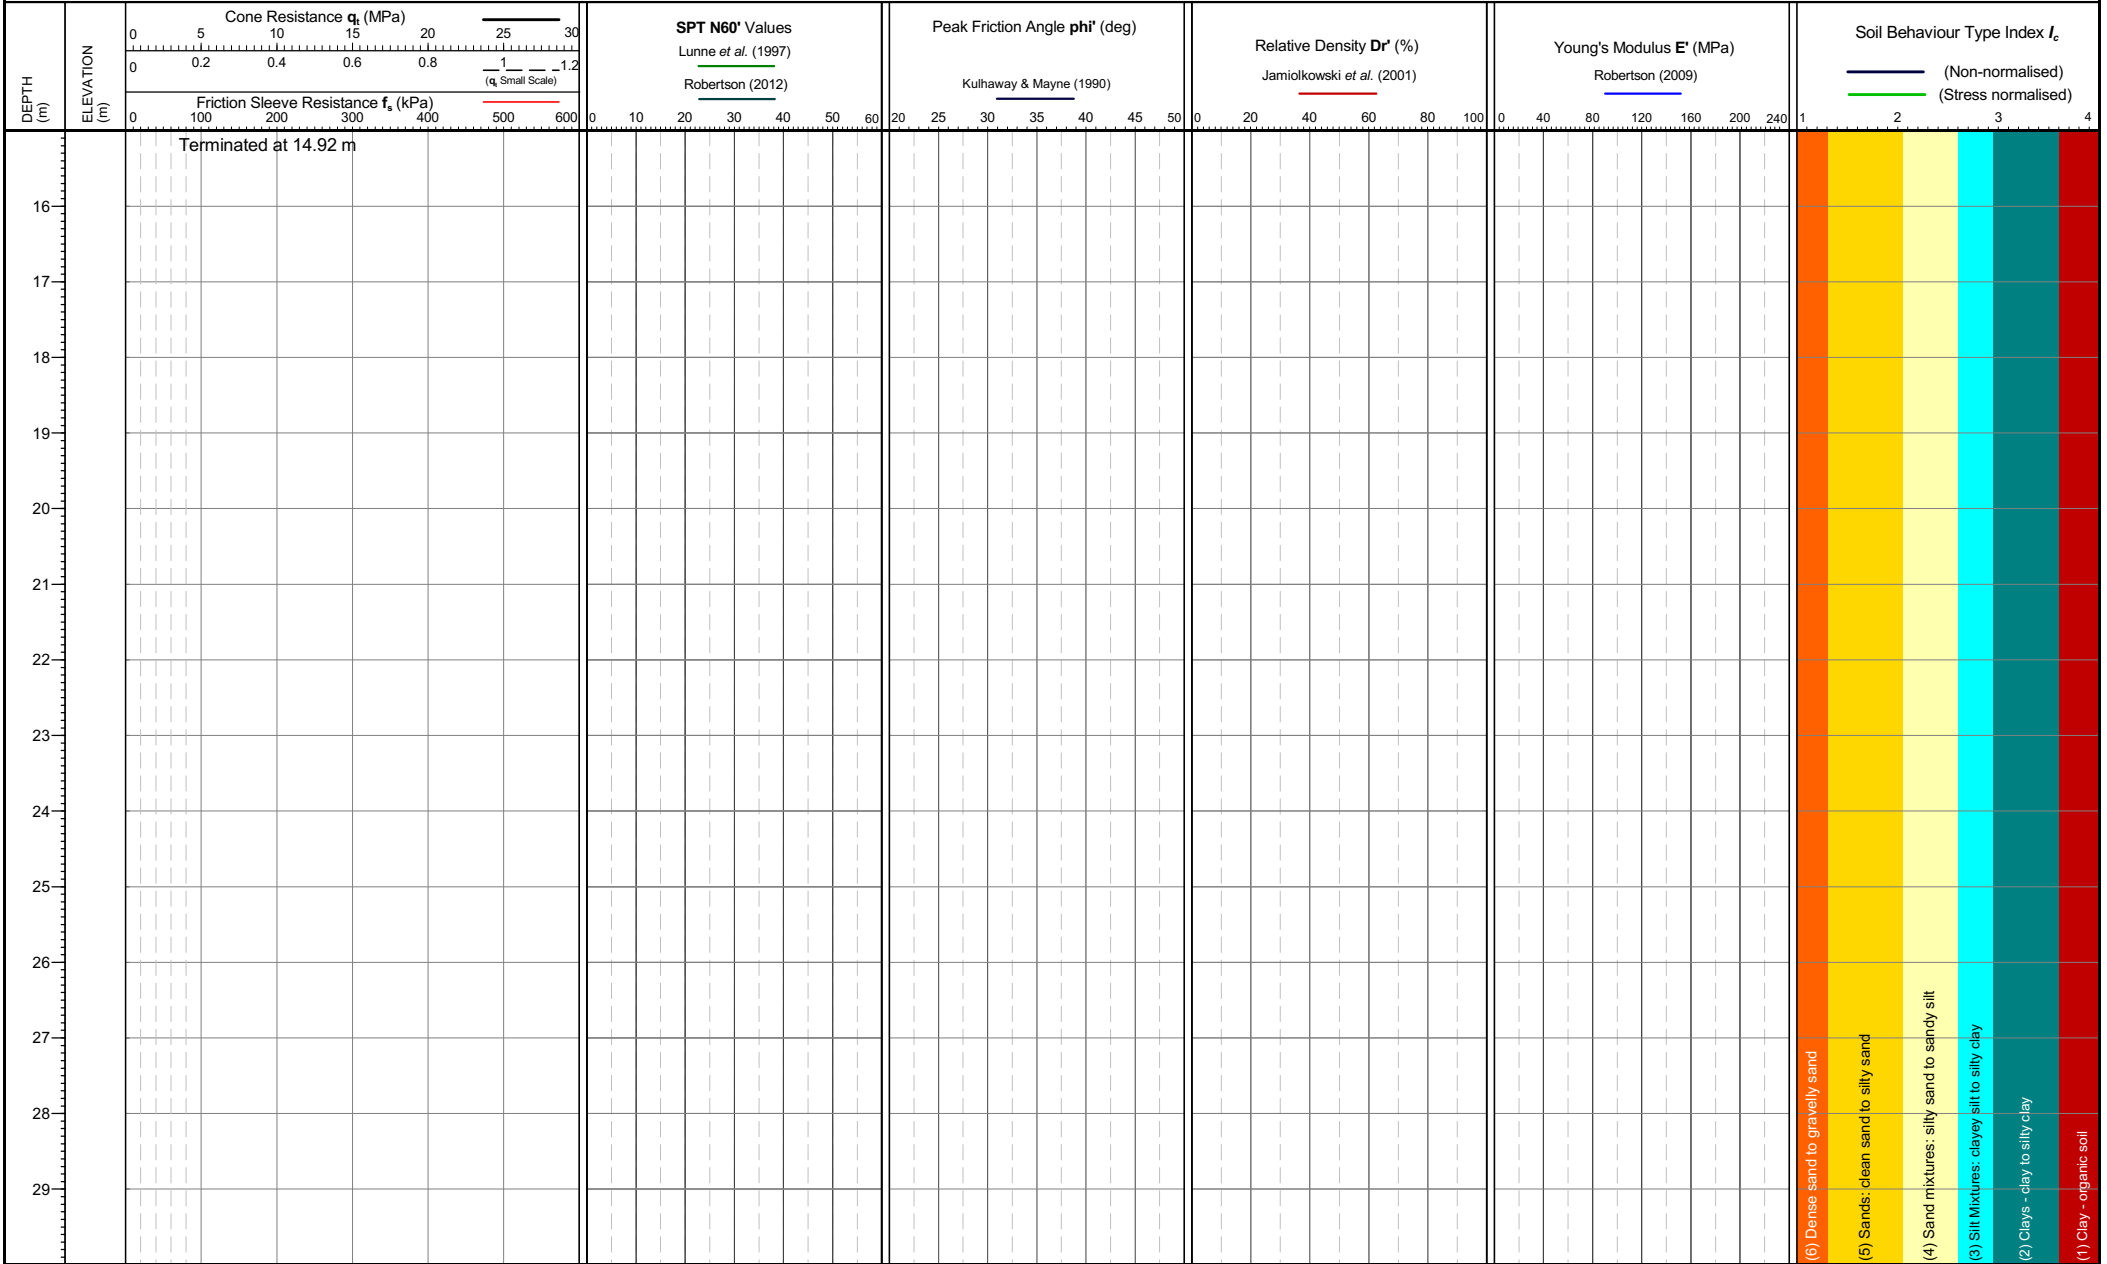 DEPTH
(m)
ELEVATION
(m)
Cone Resistance qt (MPa)
0 5 10 15 20 25 30
0 0.2 0.4 0.6 0.8 1 1.2
(qt Small Scale)
Friction Sleeve Resistance fs (kPa)
0 100 200 300 400 500 600
SPT N60' Values
Lunne et al. (1997)
Robertson (2012)
0 10 20 30 40 50 60
Peak Friction Angle phi' (deg)
Kulhaway & Mayne (1990)
20 25 30 35 40 45 50
Relative Density Dr' (%)
Jamiolkowski et al. (2001)
0 20 40 60 80 100
Young's Modulus E' (MPa)
Robertson (2009)
0 40 80 120 160 200 240
Soil Behaviour Type Index Ic
(Non-normalised)
(Stress normalised)
1 2 3 4
Terminated at 14.92 m
16
17
18
19
20
21
22
23
24
25
26
27
28
29
(6) Dense sand to gravelly sand
(5) Sands: clean sand to silty sand
(4) Sand mixtures: silty sand to sandy silt
(3) Silt Mixtures: clayey silt to silty clay
(2) Clays - clay to silty clay
(1) Clay - organic soil